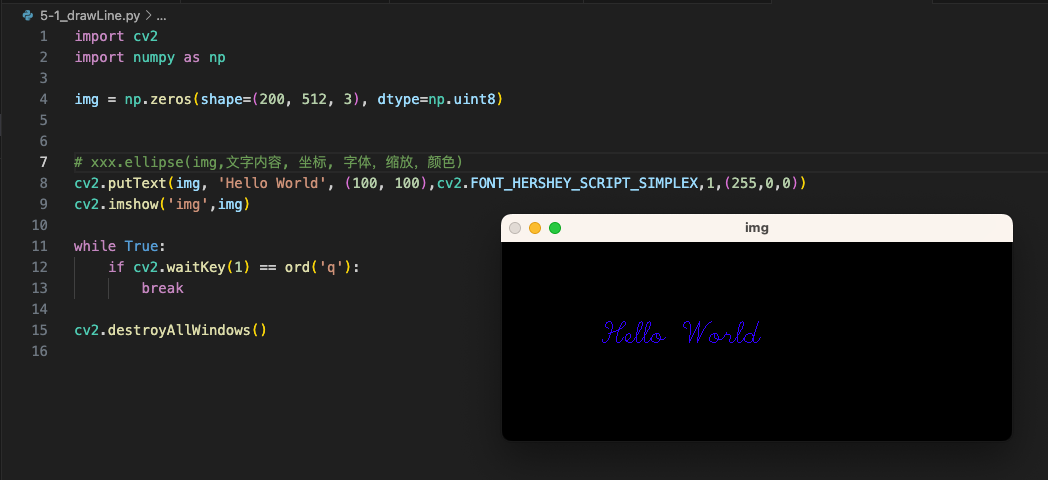 5-1_drawLine.py > ...
1 import cv2
2 import numpy as np
3
4 img = np.zeros(shape=(200, 512, 3), dtype=np.uint8)
5
6
7 # xxx.ellipse(img,文字内容, 坐标, 字体, 缩放, 颜色)
8 cv2.putText(img, 'Hello World', (100, 100),cv2.FONT_HERSHEY_SCRIPT_SIMPLEX,1,(255,0,0))
9 cv2.imshow('img',img)
10
11 while True:
12 if cv2.waitKey(1) == ord('q'):
13 break
14
15 cv2.destroyAllWindows()
16
img
Hello World